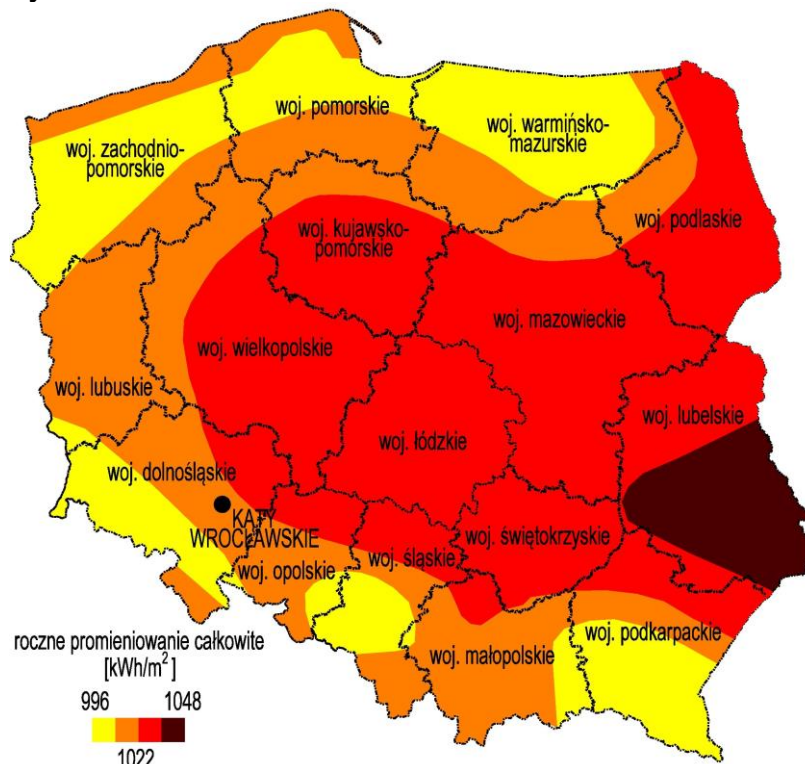 woj. pomorskie
woj. zachodnio-
pomorskie
woj. warmińsko-
mazurskie
woj. podlaskie
woj. kujawsko-
pomorskie
woj. mazowieckie
woj. wielkopolskie
woj. lubuskie
woj. lubelskie
woj. łódzkie
woj. dolnośląskie
KĄTY
WROCŁAWSKIE
woj. świętokrzyskie
woj. śląskie
woj. opolskie
woj. podkarpackie
woj. małopolskie
roczne promieniowanie całkowite
[kWh/m²]
996 1048
1022